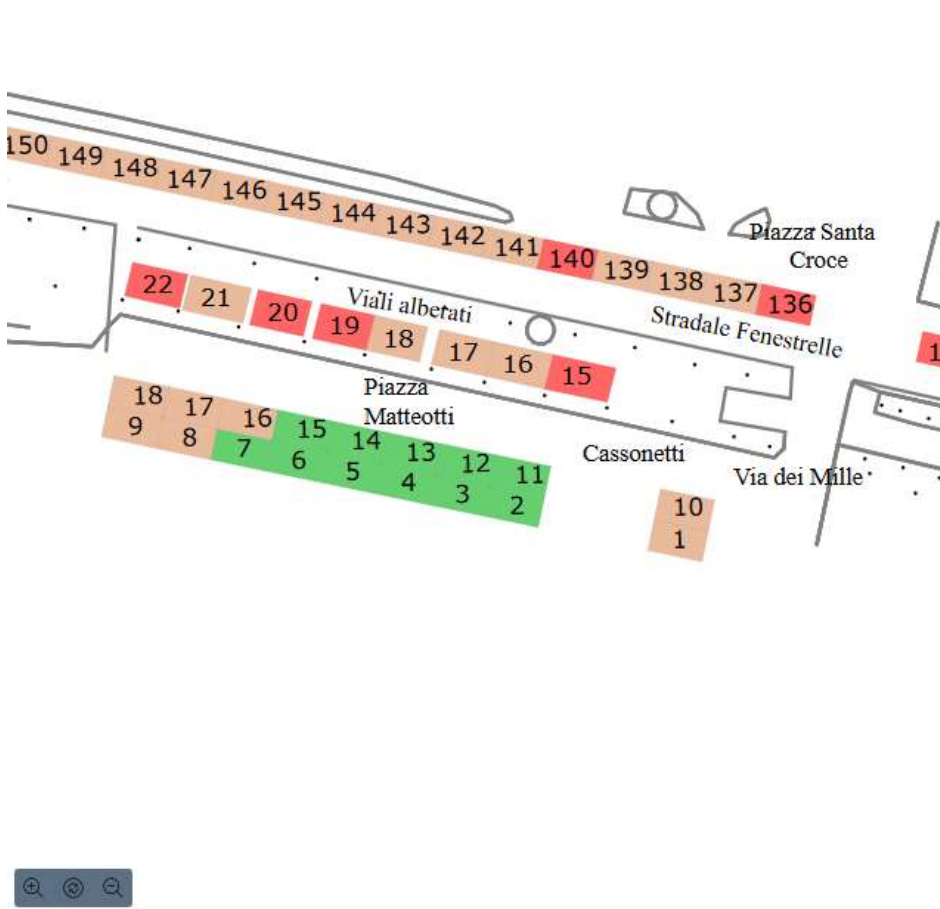 150 149 148 147 146 145 144 143 142 141 140 139 138 137 136
Piazza Santa
Croce
Stradale Fenestrelle
Viali alberati
22 21 20 19 18 17 16 15
1
Piazza
Matteotti
18 17 16 15 14 13 12 11
9 8 7 6 5 4 3 2
Cassonetti
Via dei Mille
10
1